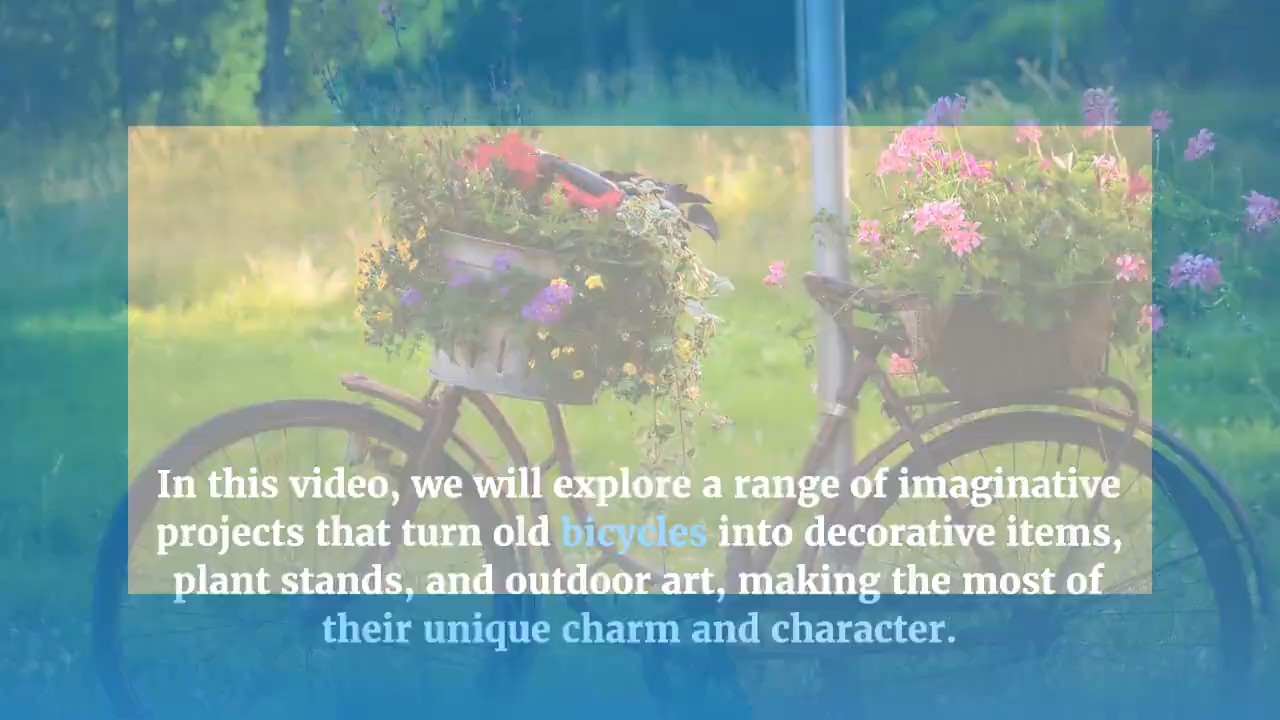 In this video, we will explore a range of imaginative
projects that turn old bicycles into decorative items,
plant stands, and outdoor art, making the most of
their unique charm and character.